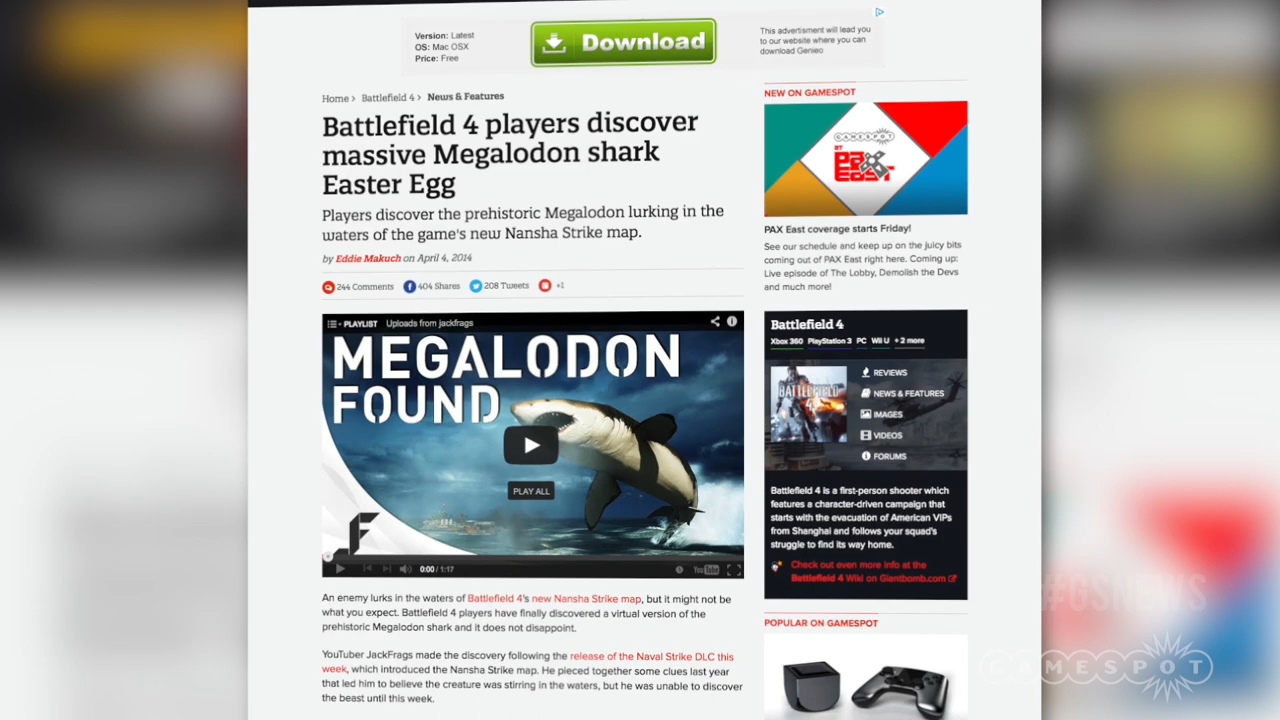 Version: Latest
OS: Mac OSX
Price: Free
Download
This advertisment will lead you
to our website where you can
download Genieo
Home > Battlefield 4 > News & Features
Battlefield 4 players discover
massive Megalodon shark
Easter Egg
Players discover the prehistoric Megalodon lurking in the
waters of the game's new Nansha Strike map.
by Eddie Makuch on April 4, 2014
244 Comments 404 Shares 208 Tweets +1
PLAYLIST Uploads from jackfrags
MEGALODON
FOUND
PLAY ALL
JF
0:00 / 1:17 YouTube
An enemy lurks in the waters of Battlefield 4's new Nansha Strike map, but it might not be
what you expect. Battlefield 4 players have finally discovered a virtual version of the
prehistoric Megalodon shark and it does not disappoint.
YouTuber JackFrags made the discovery following the release of the Naval Strike DLC this
week, which introduced the Nansha Strike map. He pieced together some clues last year
that led him to believe the creature was stirring in the waters, but he was unable to discover
the beast until this week.
NEW ON GAMESPOT
GAMESPOT
AT
PAX
EAST
PAX East coverage starts Friday!
See our schedule and keep up on the juicy bits
coming out of PAX East right here. Coming up:
Live episode of The Lobby, Demolish the Devs
and much more!
Battlefield 4
Xbox 360 PlayStation 3 PC Wii U + 2 more
BATTLEFIELD
4
REVIEWS
NEWS & FEATURES
IMAGES
VIDEOS
FORUMS
Battlefield 4 is a first-person shooter which
features a character-driven campaign that
starts with the evacuation of American VIPs
from Shanghai and follows your squad's
struggle to find its way home.
Check out even more info at the
Battlefield 4 Wiki on Giantbomb.com
POPULAR ON GAMESPOT
#GSNEWS
GAMESPOT